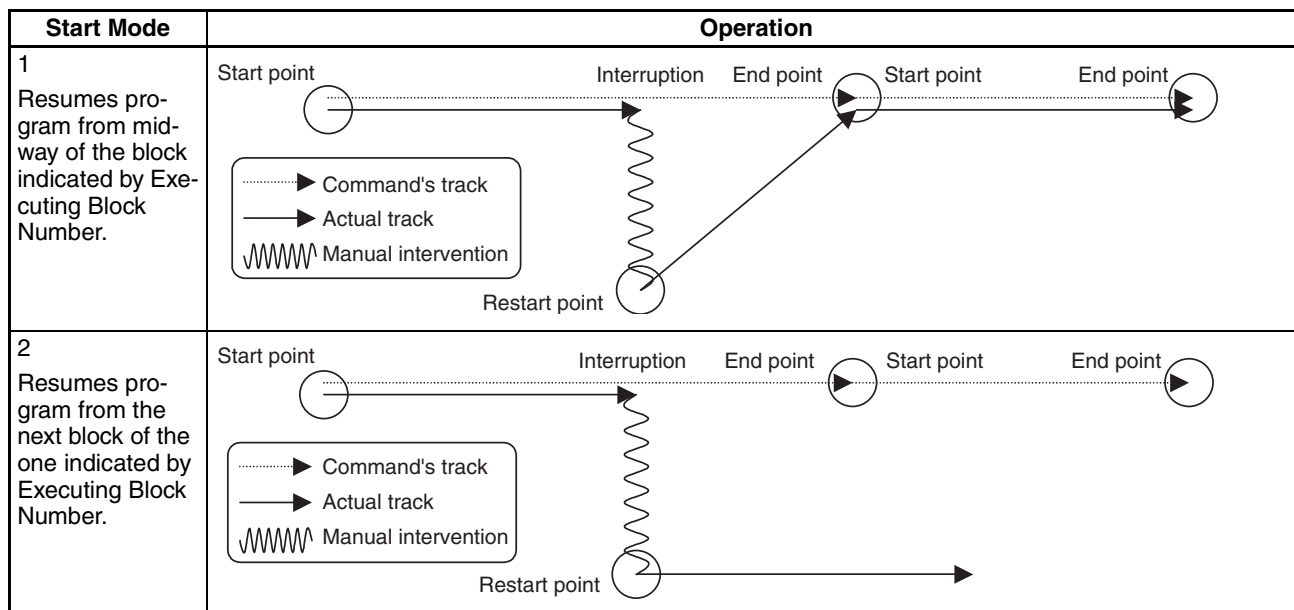 Start Mode
Operation
1
Resumes pro-
gram from mid-
way of the block
indicated by Exe-
cuting Block
Number.
Start point
Interruption
End point
Start point
End point
Command's track
Actual track
Manual intervention
Restart point
2
Resumes pro-
gram from the
next block of the
one indicated by
Executing Block
Number.
Start point
Interruption
End point
Start point
End point
Command's track
Actual track
Manual intervention
Restart point